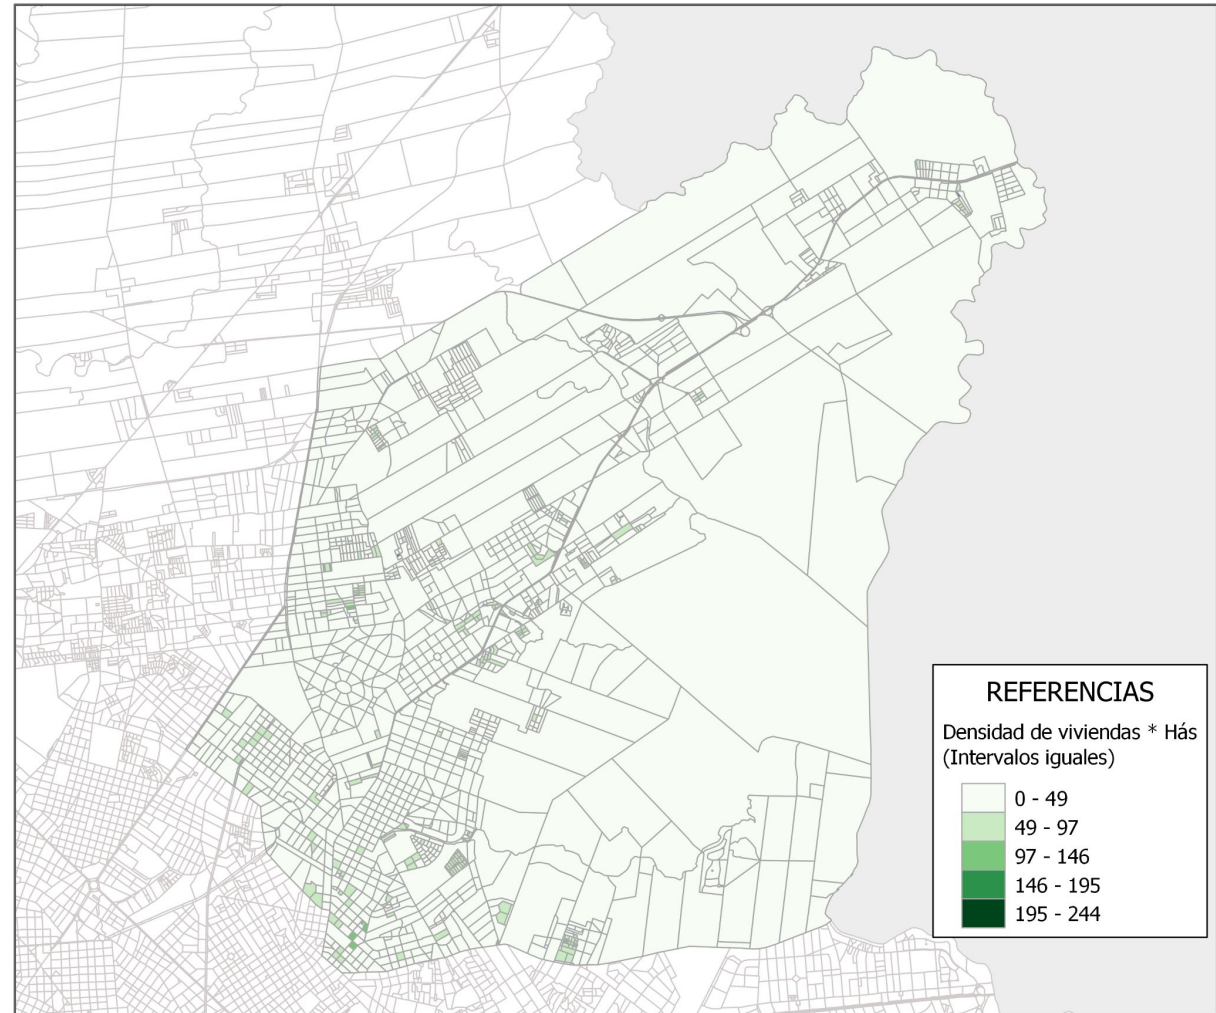 REFERENCIAS
Densidad de viviendas * Hás
(Intervalos iguales)
0 - 49
49 - 97
97 - 146
146 - 195
195 - 244